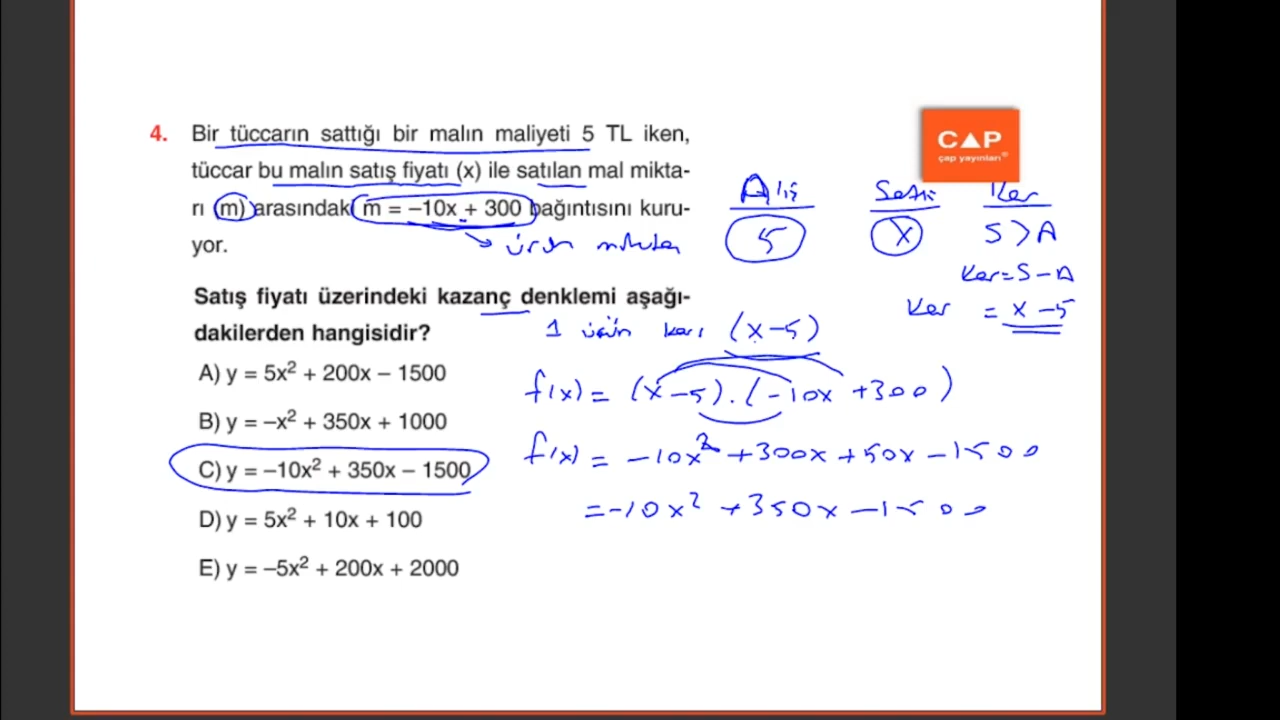 4. Bir tüccarın sattığı bir malın maliyeti 5 TL iken,
tüccar bu malın satış fiyatı (x) ile satılan mal mikta-
rı (m) arasındaki m = −10x + 300 bağıntısını kuru-
yor.
ürün miktarı
Satış fiyatı üzerindeki kazanç denklemi aşağı-
dakilerden hangisidir?
A) y = 5x² + 200x − 1500
B) y = −x² + 350x + 1000
C) y = −10x² + 350x − 1500
D) y = 5x² + 10x + 100
E) y = −5x² + 200x + 2000
CAP
çap yayınları®
Alış Satış Kar
5 x S > A
Kar = S − A
Kar = x − 5
1 ürün karı (x−5)
f(x) = (x−5).(−10x +300)
f(x) = −10x² +300x +50x −1500
= −10x² +350x −1500